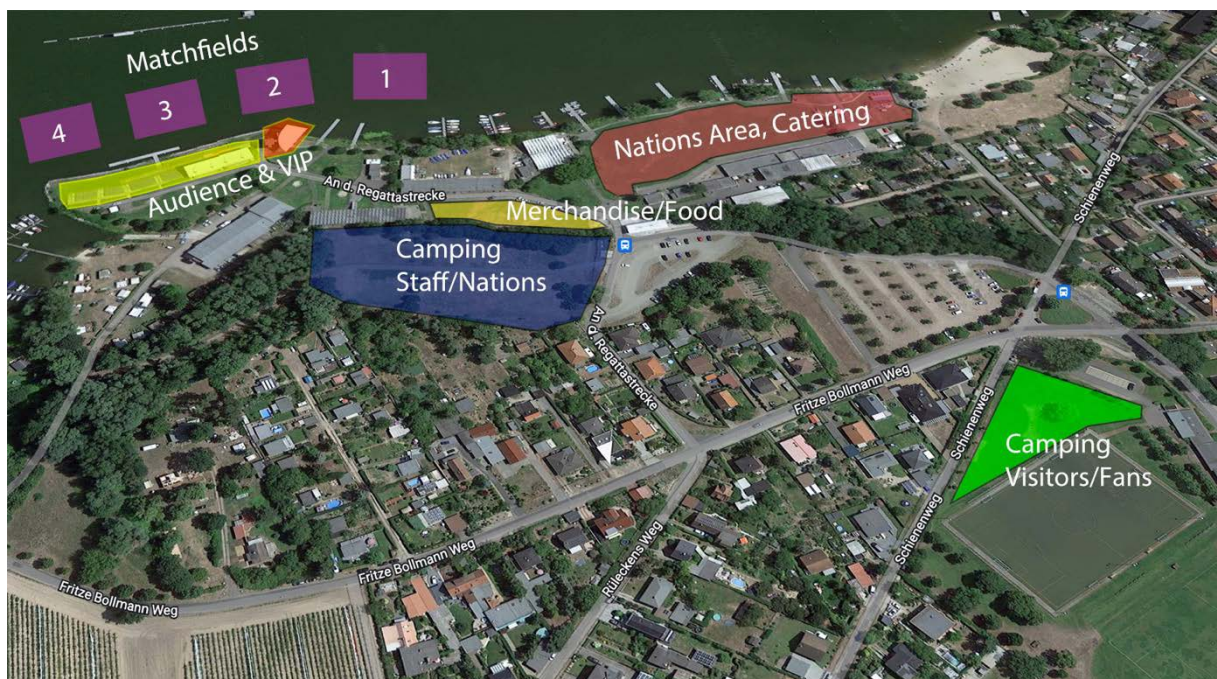 Matchfields
1
2
3
4
Nations Area, Catering
Audience & VIP
An d. Regattastrecke
Merchandise/Food
Schienenweg
Camping
Staff/Nations
An d. Regattastrecke
Fritze Bollmann Weg
Schienenweg
Camping
Visitors/Fans
Schienenweg
Rüleckens Weg
Fritze Bollmann Weg
Fritze Bollmann Weg